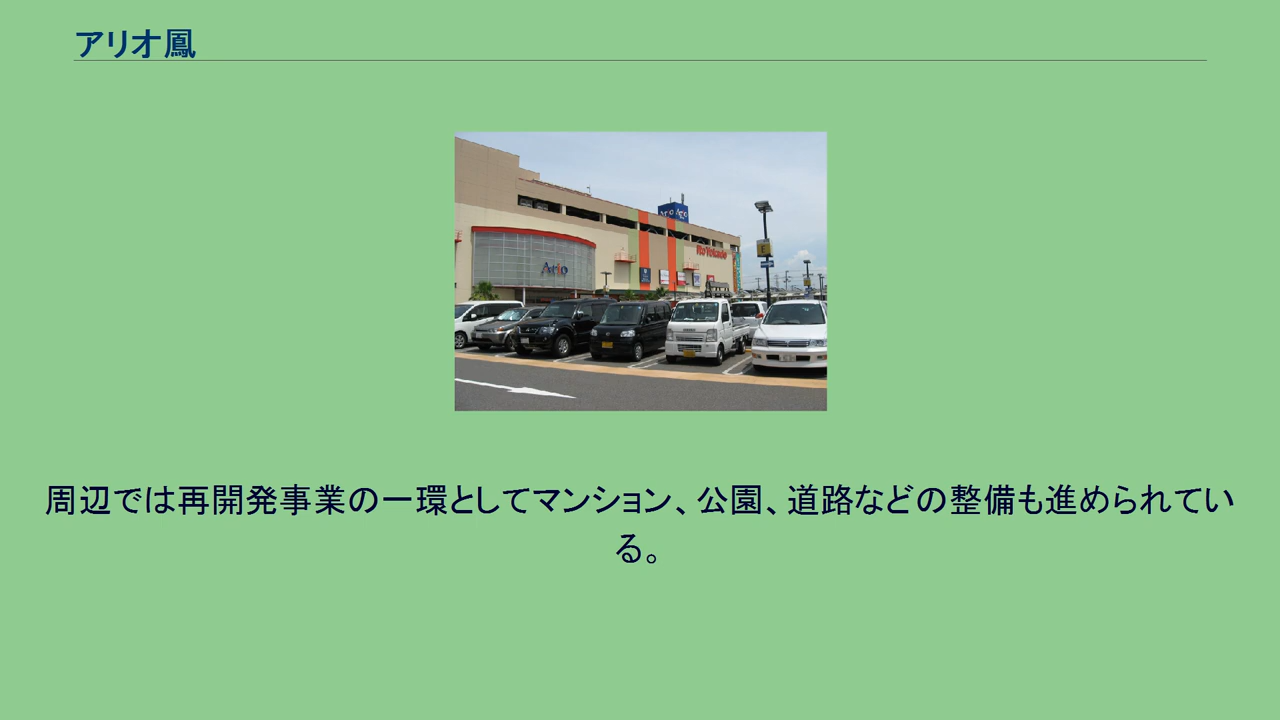 アリオ鳳
Ario Ario
Ito Yokado
Ario
E
周辺では再開発事業の一環としてマンション、公園、道路などの整備も進められてい
る。